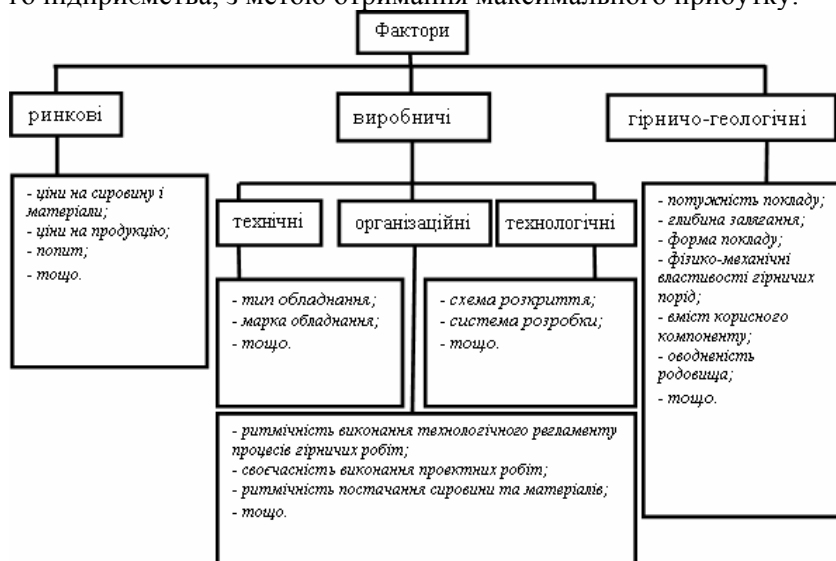 го підприємства, з метою отримання максимального прибутку.
Фактори
ринкові
виробничі
гірничо-геологічні
- ціни на сировину і
матеріали;
- ціни на продукцію;
- попит;
- тощо.
технічні
організаційні
технологічні
- потужність покладу;
- глибина залягання;
- форма покладу;
- фізико-механічні
властивості гірничих
порід;
- вміст корисного
компоненту;
- оводненість
родовища;
- тощо.
- тип обладнання;
- марка обладнання;
- тощо.
- схема розкриття;
- система розробки;
- тощо.
- ритмічність виконання технологічного регламенту
процесів гірничих робіт;
- своєчасність виконання проектних робіт;
- ритмічність постачання сировини та матеріалів;
- тощо.